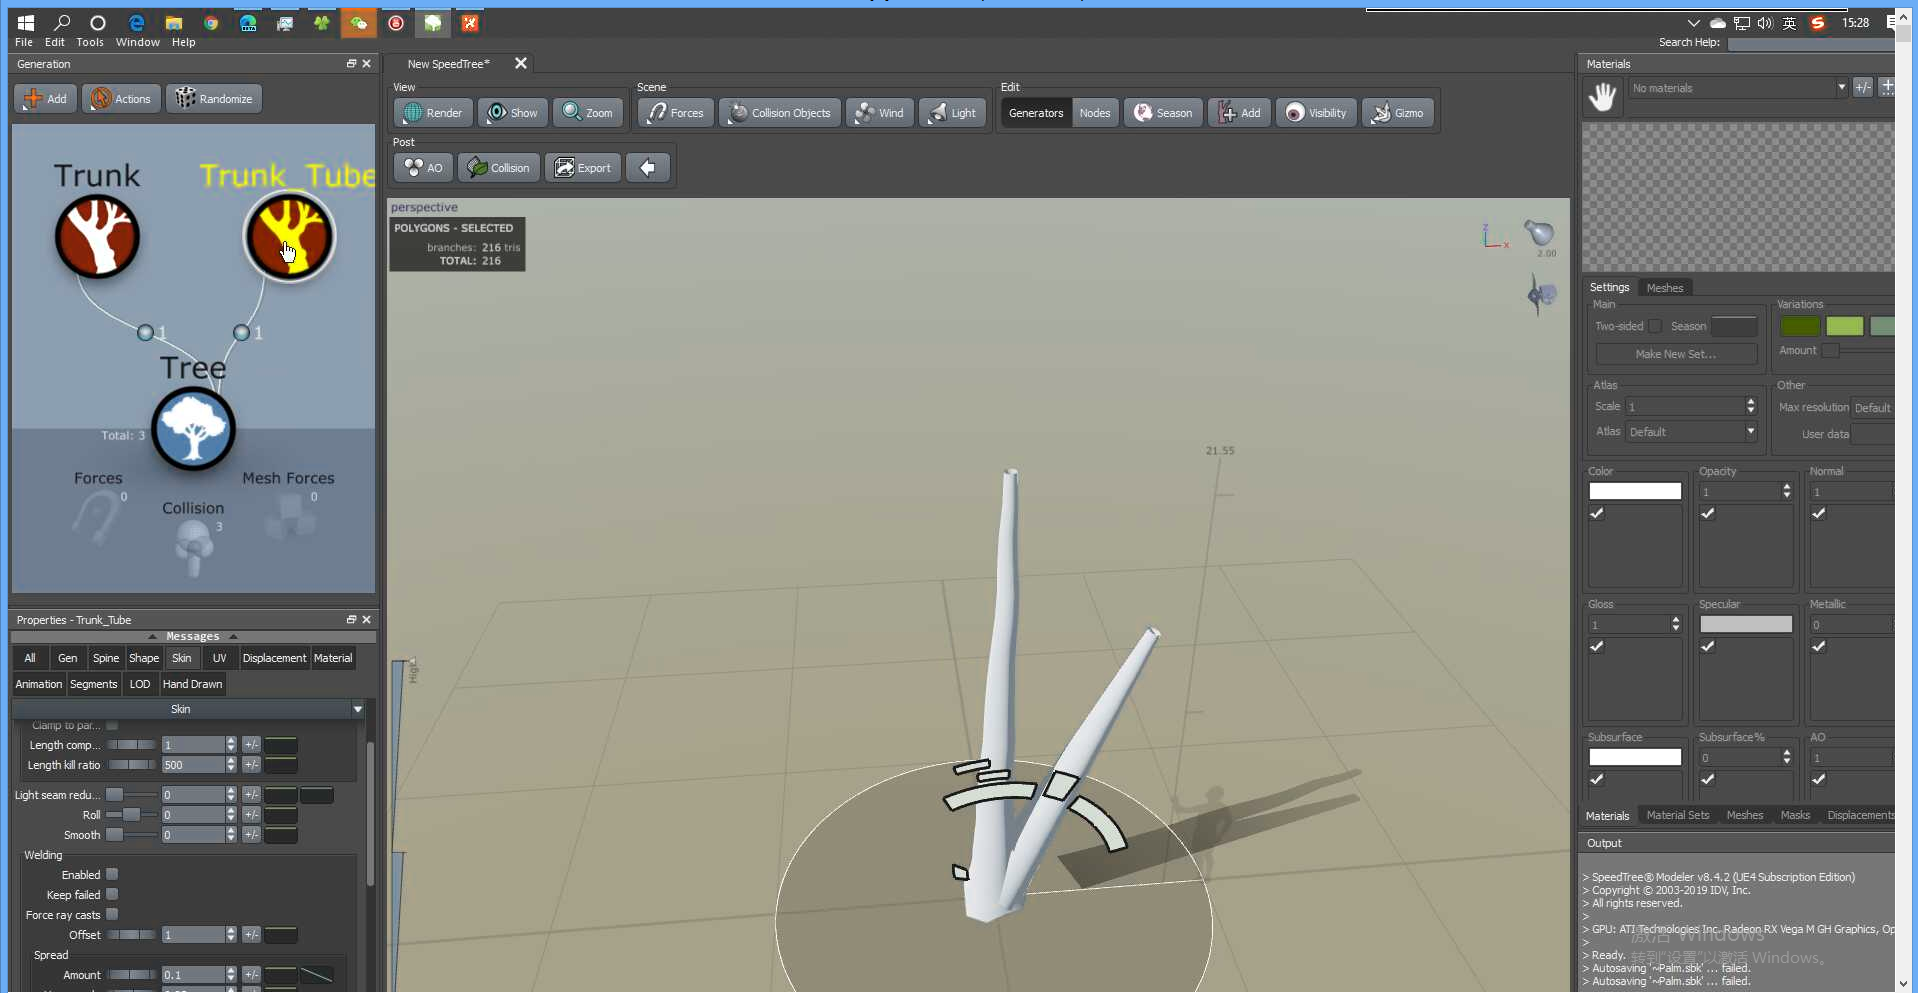 15:28
英
File Edit Tools Window Help
Search Help:
Generation
New SpeedTree*
Materials
View
Scene
Edit
Add Actions Randomize
Render Show Zoom
Forces Collision Objects Wind Light
Generators Nodes Season Add Visibility Gizmo
No materials
+/-
Post
AO Collision Export
Trunk
Trunk_Tube
1
1
Tree
Total: 3
Forces
0
Mesh Forces
0
Collision
3
perspective
POLYGONS - SELECTED
branches: 216 tris
TOTAL: 216
z
x
2.00
21.55
High
Settings Meshes
Main
Two-sided Season
Make New Set...
Variations
Amount
Atlas
Scale 1
Atlas Default
Other
Max resolution Default
User data
Color
Opacity
1
Normal
1
Gloss
1
Specular
Metallic
0
Subsurface
Subsurface%
0
AO
1
Materials Material Sets Meshes Masks Displacements
Properties - Trunk_Tube
Messages
All Gen Spine Shape Skin UV Displacement Material
Animation Segments LOD Hand Drawn
Skin
Clamp to par...
Length comp... 1 +/-
Length kill ratio 500 +/-
Light seam redu... 0 +/-
Roll 0 +/-
Smooth 0 +/-
Welding
Enabled
Keep failed
Force ray casts
Offset 1 +/-
Spread
Amount 0.1 +/-
Output
> SpeedTree® Modeler v8.4.2 (UE4 Subscription Edition)
> Copyright © 2003-2019 IDV, Inc.
> All rights reserved.
>
> GPU: ATI Technologies Inc. Radeon RX Vega M GH Graphics, Op
>
> Ready.
> Autosaving '~Palm.sbk' ... failed.
> Autosaving '~Palm.sbk' ... failed.
激活 Windows
转到"设置"以激活 Windows。